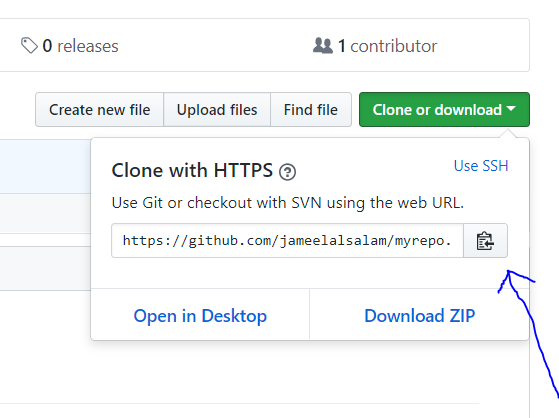 0 releases
1 contributor
Create new file
Upload files
Find file
Clone or download
Clone with HTTPS
Use SSH
Use Git or checkout with SVN using the web URL.
https://github.com/jameelalsalam/myrepo.
Open in Desktop
Download ZIP